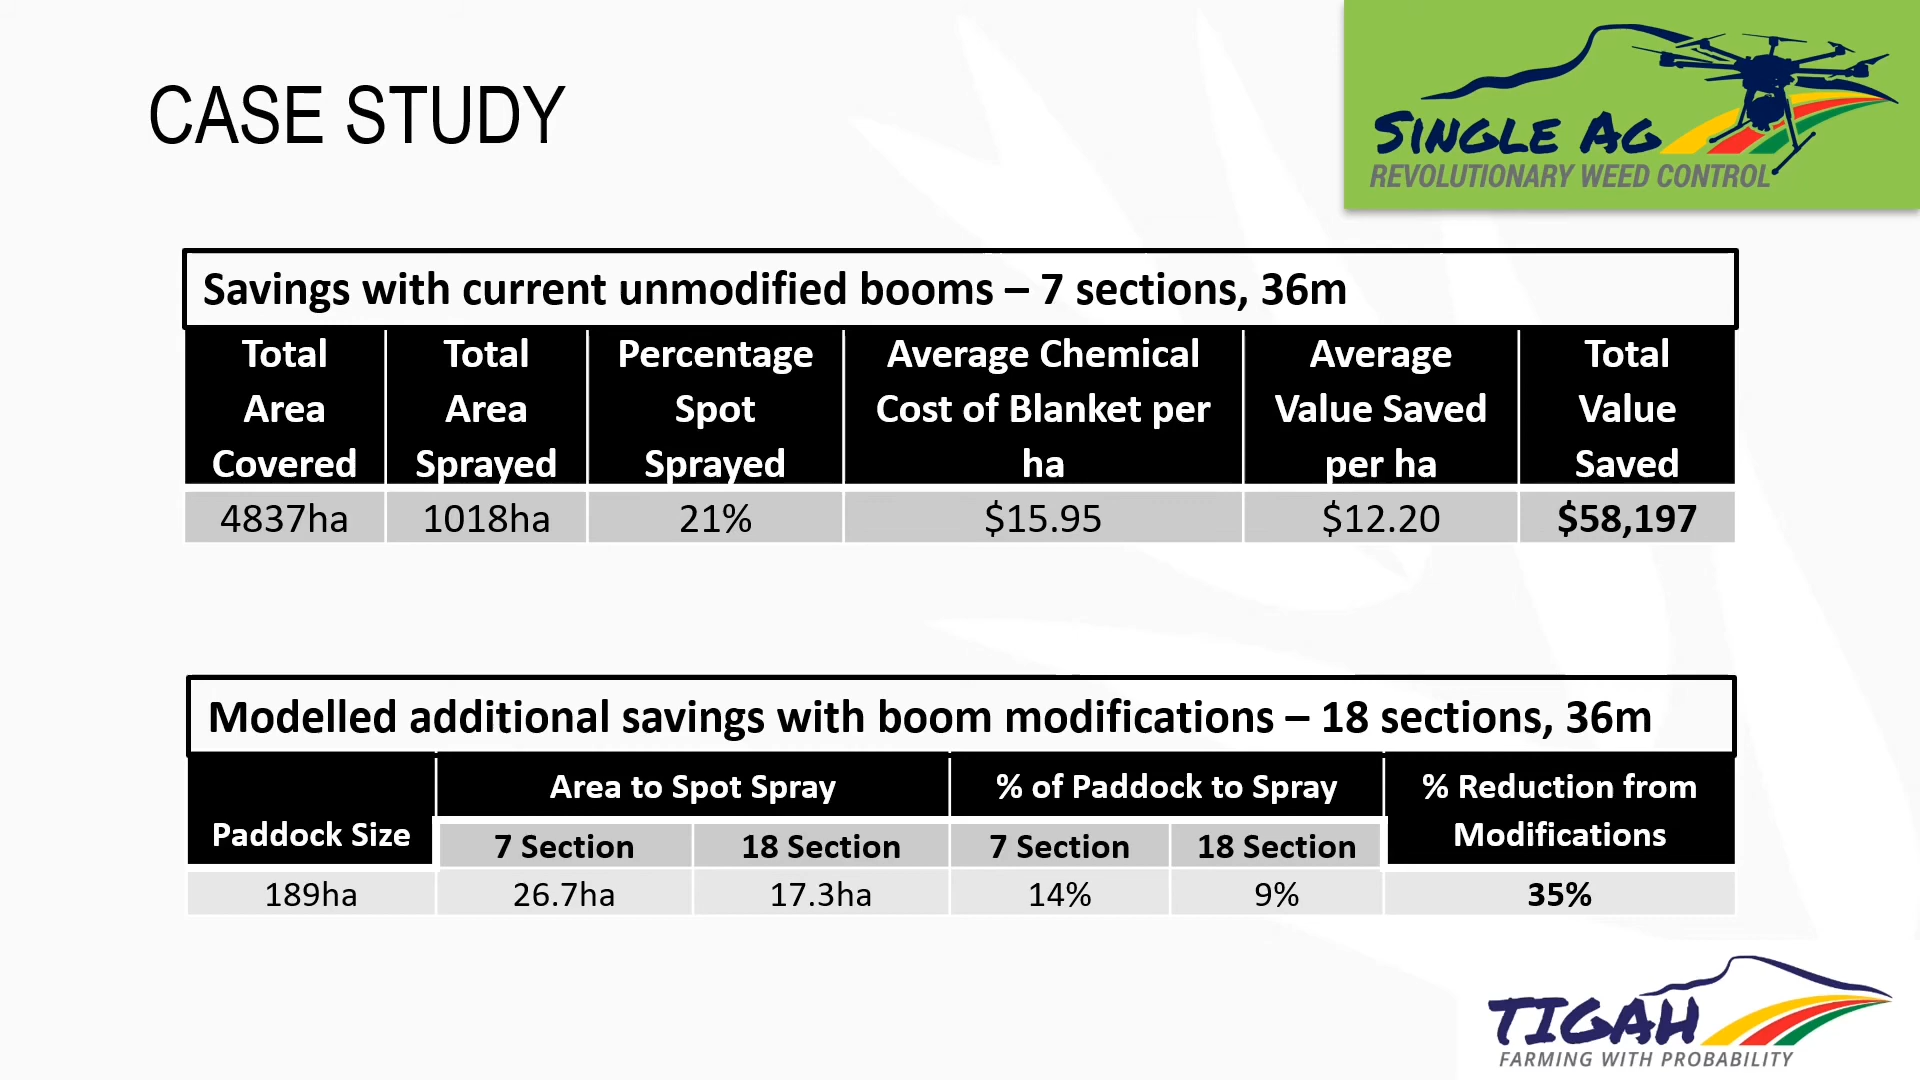 CASE STUDY
SINGLE AG
REVOLUTIONARY WEED CONTROL
Savings with current unmodified booms – 7 sections, 36m
Total Area Covered
Total Area Sprayed
Percentage Spot Sprayed
Average Chemical Cost of Blanket per ha
Average Value Saved per ha
Total Value Saved
4837ha 1018ha 21% $15.95 $12.20 $58,197
Modelled additional savings with boom modifications – 18 sections, 36m
Paddock Size
Area to Spot Spray
% of Paddock to Spray
% Reduction from Modifications
7 Section 18 Section 7 Section 18 Section
189ha 26.7ha 17.3ha 14% 9% 35%
TIGAH
FARMING WITH PROBABILITY